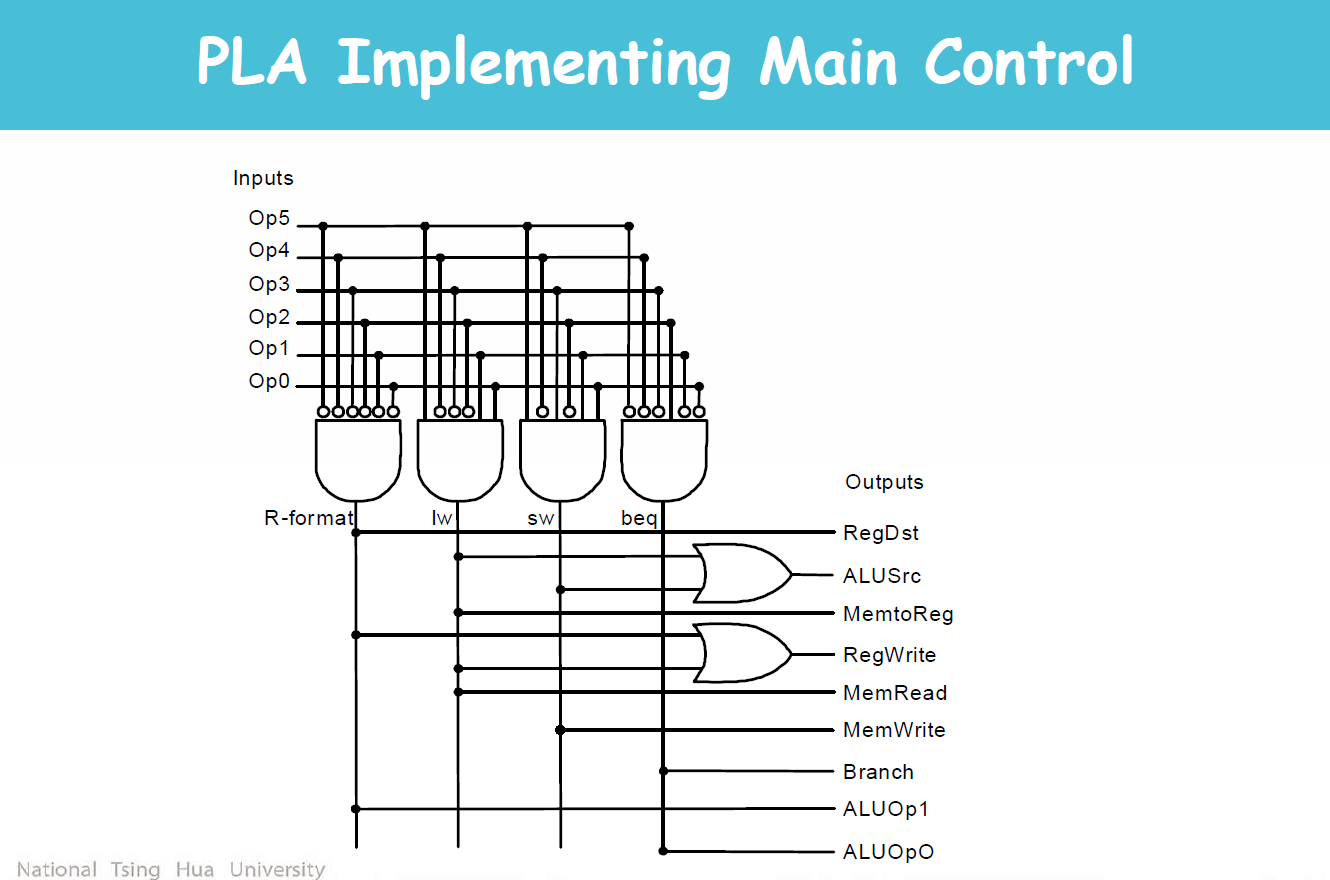 PLA Implementing Main Control
Inputs
Op5
Op4
Op3
Op2
Op1
Op0
Outputs
R-format lw sw beq
RegDst
ALUSrc
MemtoReg
RegWrite
MemRead
MemWrite
Branch
ALUOp1
ALUOpO
National Tsing Hua University